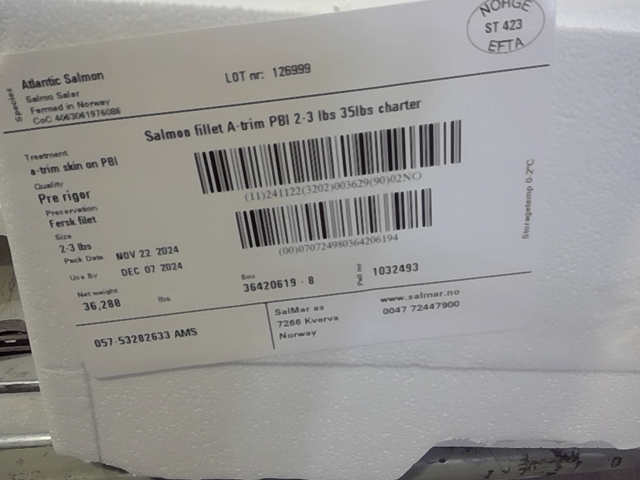 NORGE
ST 423
EFTA
Species
Atlantic Salmon
Salmo Salar
Farmed in Norway
CoC 4063061976086
LOT nr: 126999
Salmon fillet A-trim PBI 2-3 lbs 35lbs charter
Treatment
a-trim skin on PBI
Quality
Pre rigor
Preservation
Fersk filet
Size
2-3 lbs
(11)241122(3202)003629(90)02NO
(00)070724980364206194
Storagetemp 0-2°C
Pack Date NOV 22 2024
Use By DEC 07 2024
Net weight
36,288 lbs
Box
36420619 - 8
Pall nr 1032493
057-53282633 AMS
SalMar as
7266 Kverva
Norway
www.salmar.no
0047 72447900